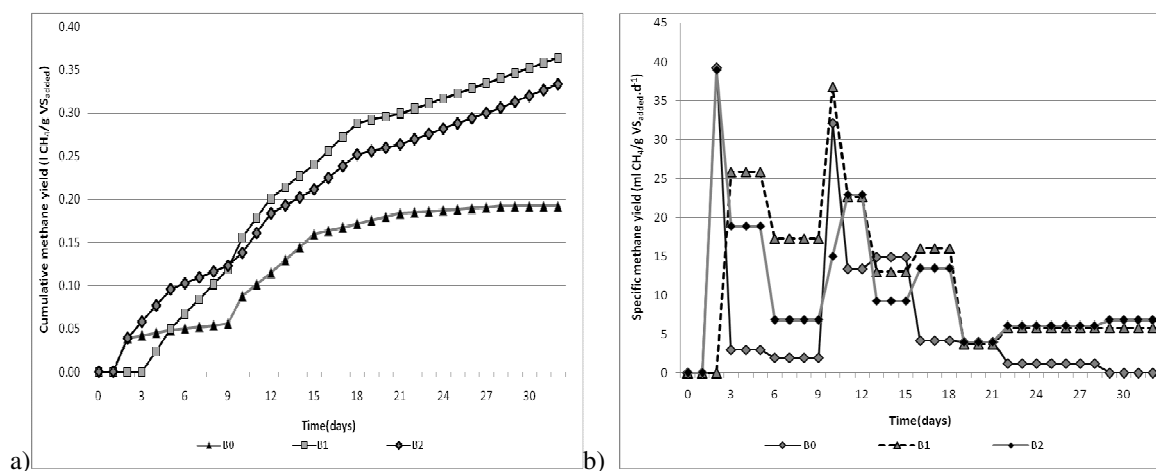 0.40
0.35
0.30
0.25
0.20
0.15
0.10
0.05
0.00
Cumulative methane yield (l CH₄/g VS_added)
0 3 6 9 12 15 18 21 24 27 30
Time(days)
B0 B1 B2
a)
45
40
35
30
25
20
15
10
5
0
Specific methane yield (ml CH₄/g VS_added.d⁻¹)
0 3 6 9 12 15 18 21 24 27 30
Time(days)
B0 B1 B2
b)